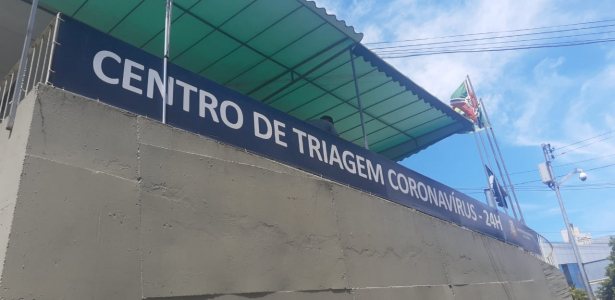 CENTRO DE TRIAGEM CORONAVÍRUS - 24H